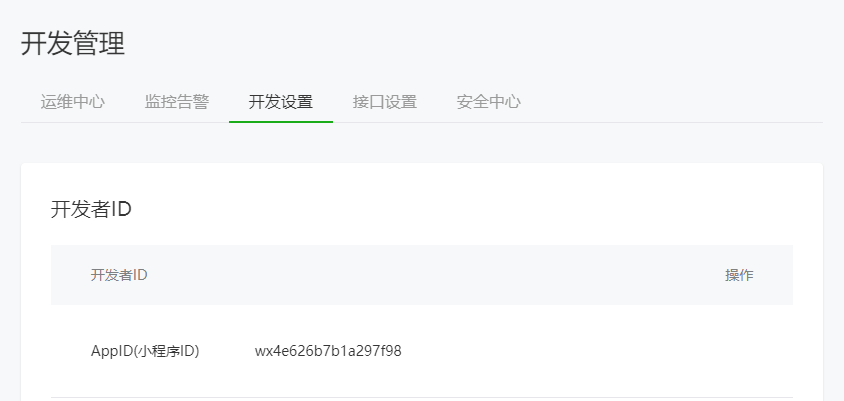 开发管理
运维中心 监控告警 开发设置 接口设置 安全中心
开发者ID
开发者ID 操作
AppID(小程序ID) wx4e626b7b1a297f98